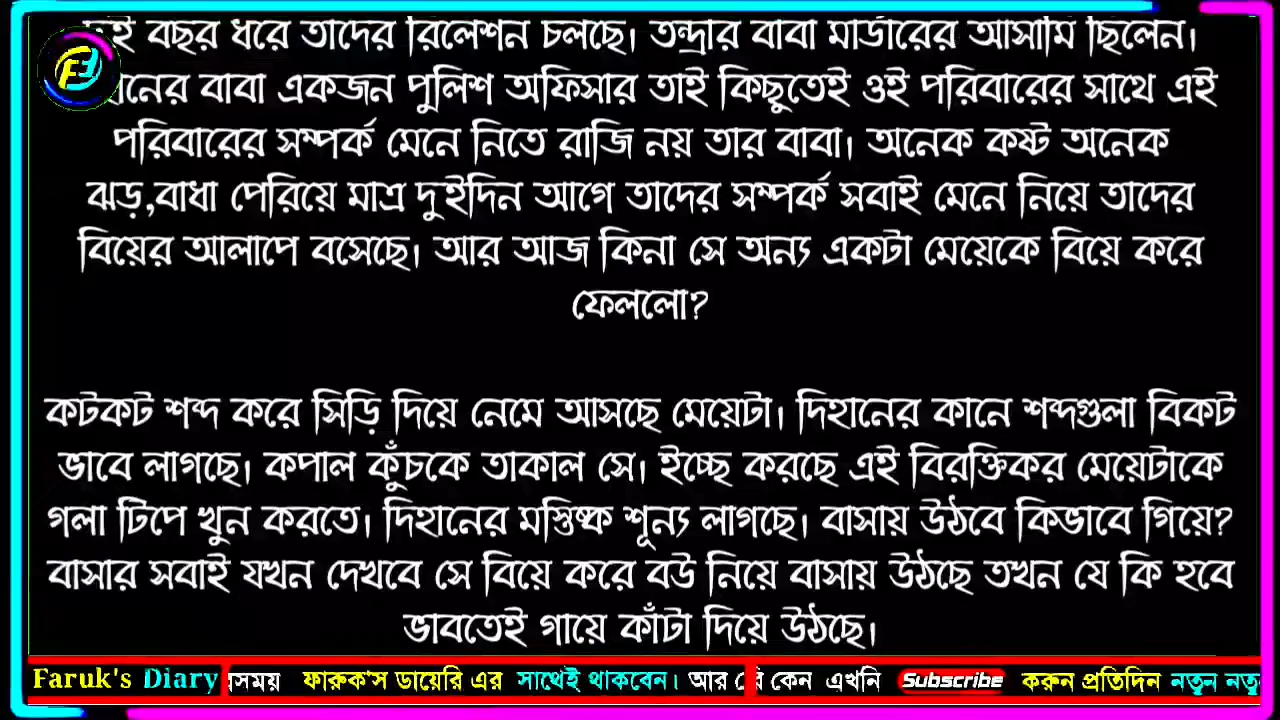 বছর ধরে তাদের রিলেশন চলছে। তন্দ্রার বাবা মার্ডারের আসামি ছিলেন।
বাবা একজন পুলিশ অফিসার তাই কিছুতেই ওই পরিবারের সাথে এই
পরিবারের সম্পর্ক মেনে নিতে রাজি নয় তার বাবা। অনেক কষ্ট অনেক
ঝড়,বাধা পেরিয়ে মাত্র দুইদিন আগে তাদের সম্পর্ক সবাই মেনে নিয়ে তাদের
বিয়ের আলাপে বসেছে। আর আজ কিনা সে অন্য একটা মেয়েকে বিয়ে করে
ফেললো?
কটকট শব্দ করে সিড়ি দিয়ে নেমে আসছে মেয়েটা। দিহানের কানে শব্দগুলা বিকট
ভাবে লাগছে। কপাল কুঁচকে তাকাল সে। ইচ্ছে করছে এই বিরক্তিকর মেয়েটাকে
গলা টিপে খুন করতে। দিহানের মস্তিষ্ক শূন্য লাগছে। বাসায় উঠবে কিভাবে গিয়ে?
বাসার সবাই যখন দেখবে সে বিয়ে করে বউ নিয়ে বাসায় উঠছে তখন যে কি হবে
ভাবতেই গায়ে কাঁটা দিয়ে উঠছে।
Faruk's Diary ফারুক'স ডায়েরি এর সাথেই থাকবেন। আর কেন এখনি Subscribe করুন প্রতিদিন নতুন